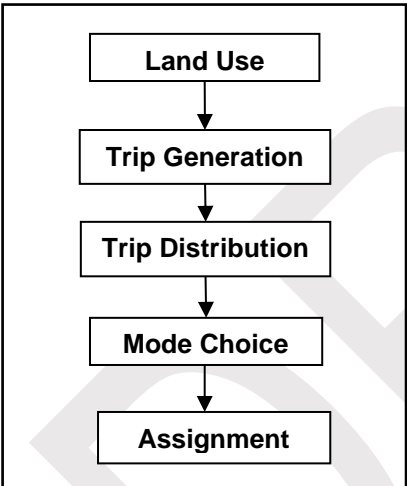 Land Use
Trip Generation
Trip Distribution
Mode Choice
Assignment